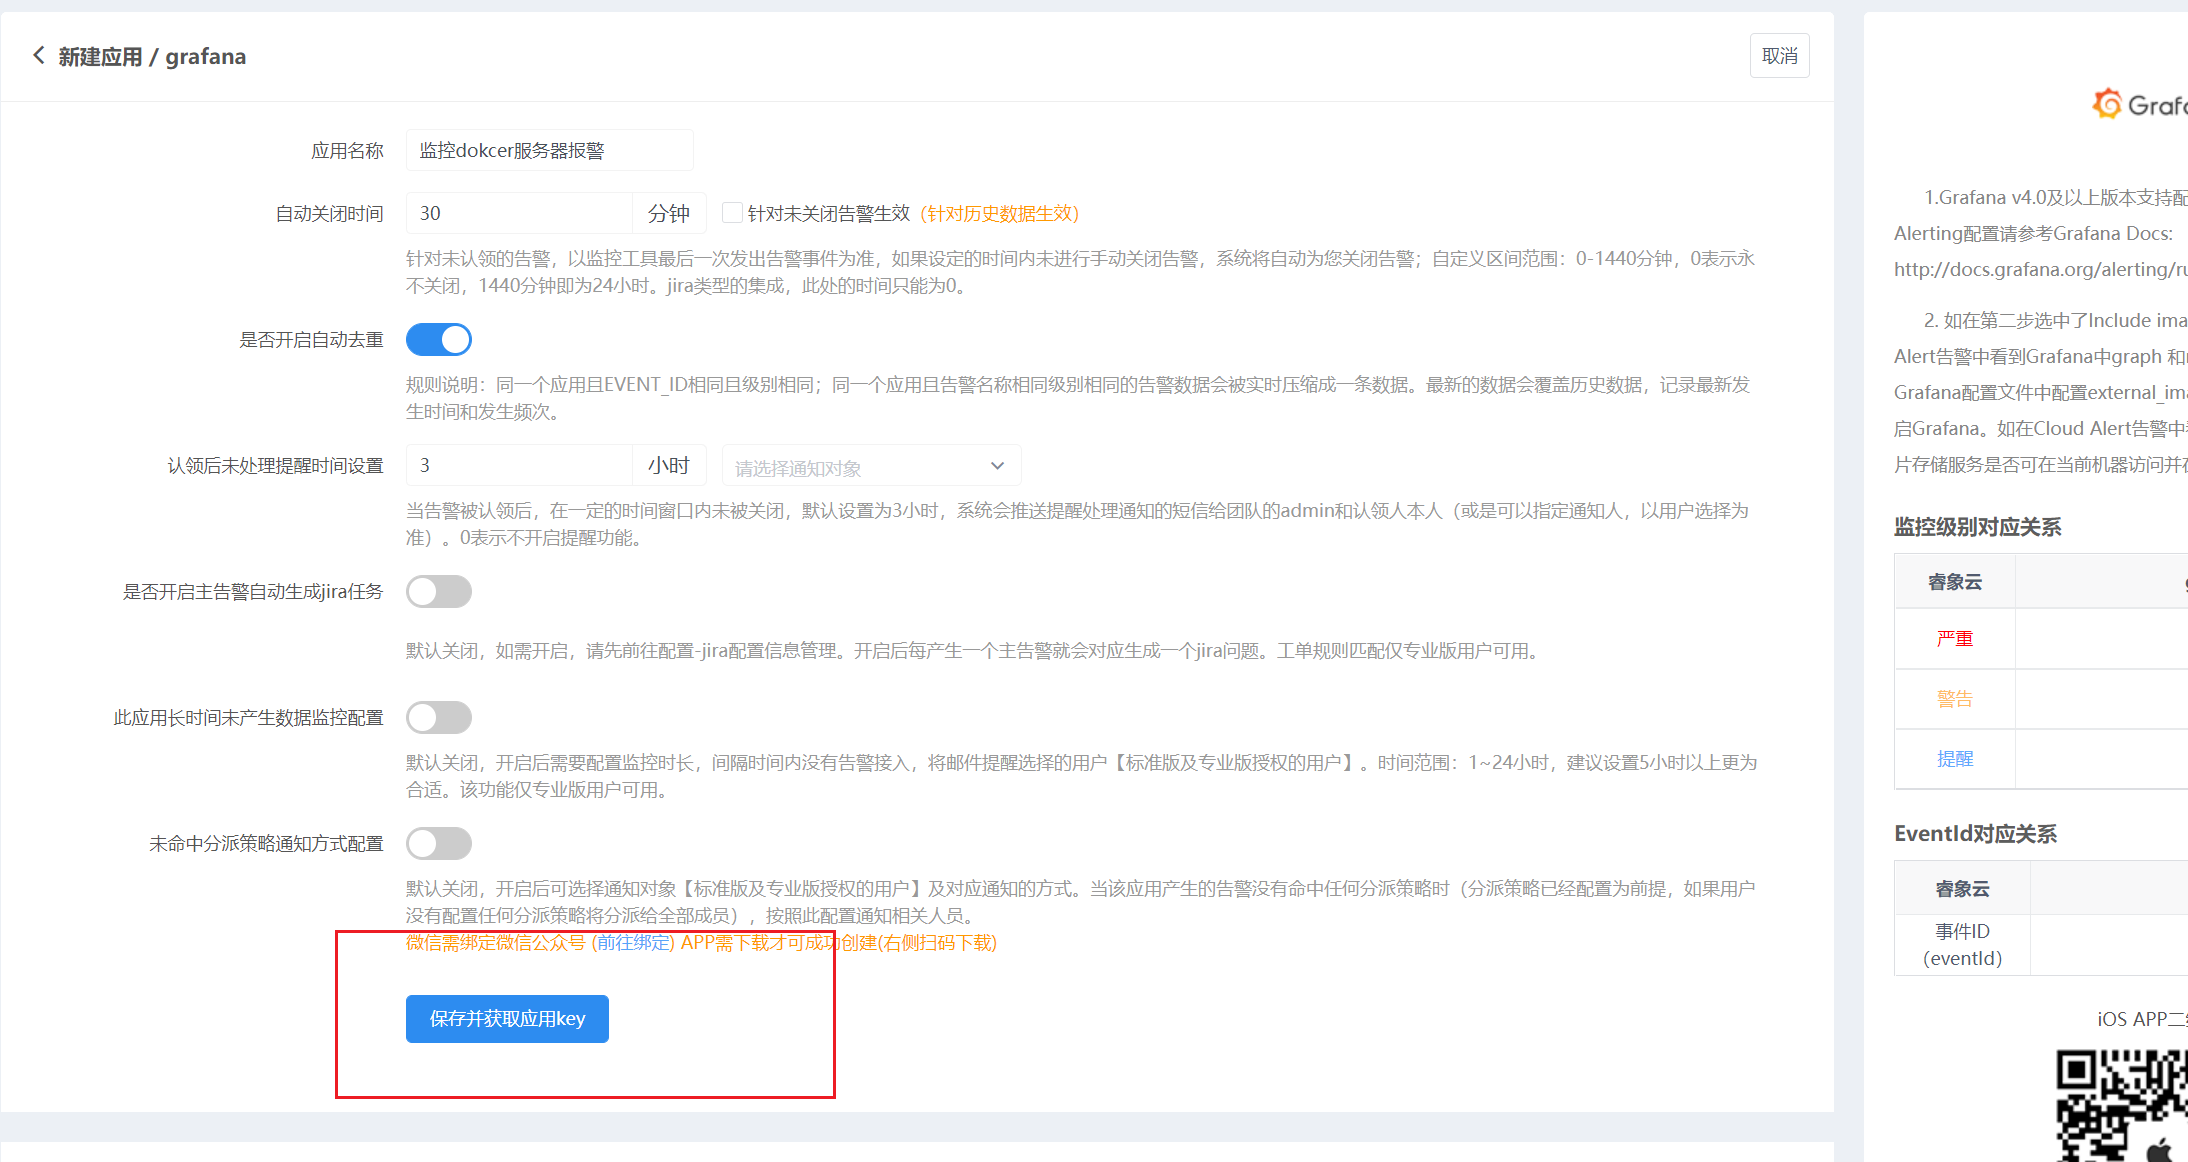 新建应用 / grafana
取消
应用名称
监控dokcer服务器报警
自动关闭时间
30
分钟
针对未关闭告警生效
(针对历史数据生效)
针对未认领的告警，以监控工具最后一次发出告警事件为准，如果设定的时间内未进行手动关闭告警，系统将自动为您关闭告警；自定义区间范围：0-1440分钟，0表示永
不关闭，1440分钟即为24小时。jira类型的集成，此处的时间只能为0。
是否开启自动去重
规则说明：同一个应用且EVENT_ID相同且级别相同；同一个应用且告警名称相同级别相同的告警数据会被实时压缩成一条数据。最新的数据会覆盖历史数据，记录最新发
生时间和发生频次。
认领后未处理提醒时间设置
3
小时
请选择通知对象
当告警被认领后，在一定的时间窗口内未被关闭，默认设置为3小时，系统会推送提醒处理通知的短信给团队的admin和认领人本人（或是可以指定通知人，以用户选择为
准）。0表示不开启提醒功能。
是否开启主告警自动生成jira任务
默认关闭，如需开启，请先前往配置-jira配置信息管理。开启后每产生一个主告警就会对应生成一个jira问题。工单规则匹配仅专业版用户可用。
此应用长时间未产生数据监控配置
默认关闭，开启后需要配置监控时长，间隔时间内没有告警接入，将邮件提醒选择的用户【标准版及专业版授权的用户】。时间范围：1~24小时，建议设置5小时以上更为
合适。该功能仅专业版用户可用。
未命中分派策略通知方式配置
默认关闭，开启后可选择通知对象【标准版及专业版授权的用户】及对应通知的方式。当该应用产生的告警没有命中任何分派策略时（分派策略已经配置为前提，如果用户
没有配置任何分派策略将分派给全部成员），按照此配置通知相关人员。
微信需绑定微信公众号 (前往绑定) APP需下载才可成功创建(右侧扫码下载)
保存并获取应用key
Grafa
1.Grafana v4.0及以上版本支持配
Alerting配置请参考Grafana Docs:
http://docs.grafana.org/alerting/ru
2. 如在第二步选中了Include ima
Alert告警中看到Grafana中graph 和
Grafana配置文件中配置external_ima
启Grafana。如在Cloud Alert告警中
片存储服务是否可在当前机器访问并
监控级别对应关系
睿象云
严重
警告
提醒
EventId对应关系
睿象云
事件ID
（eventId）
iOS APP二